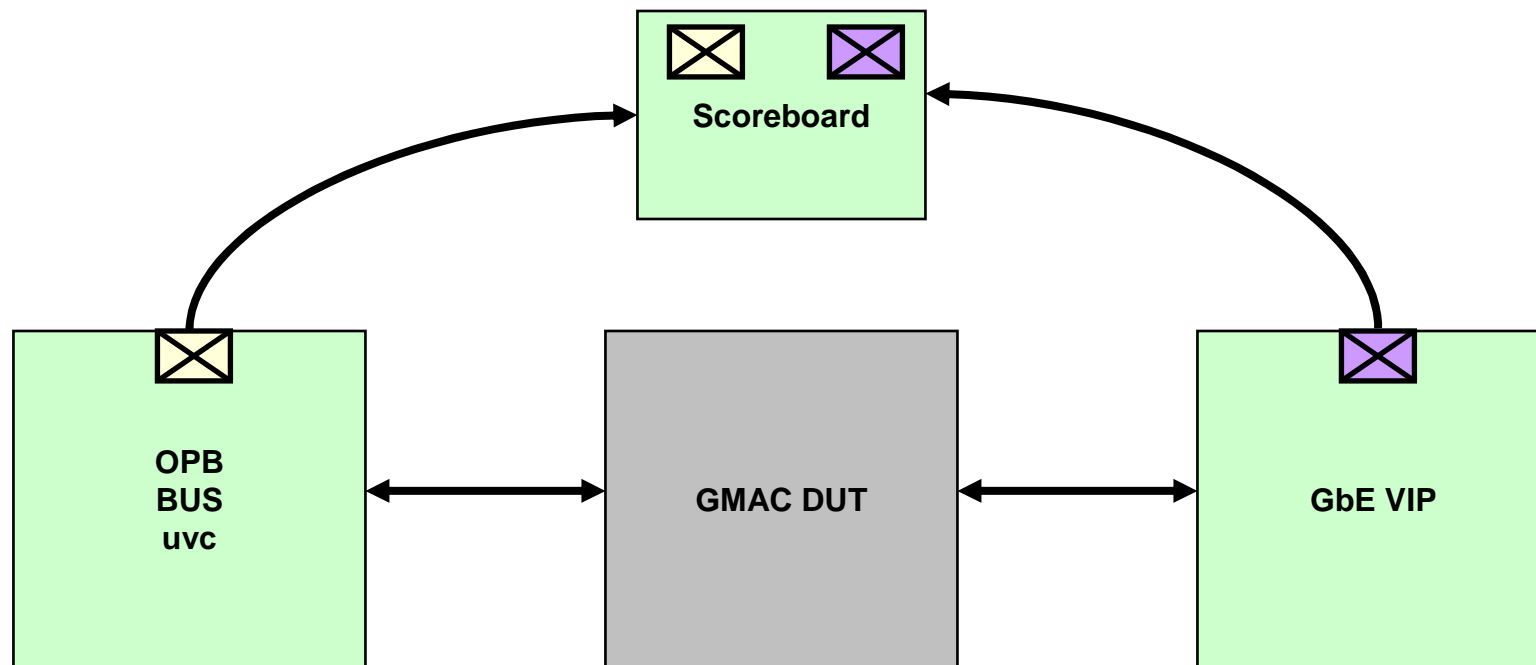 Scoreboard
OPB
BUS
uvc
GMAC DUT
GbE VIP